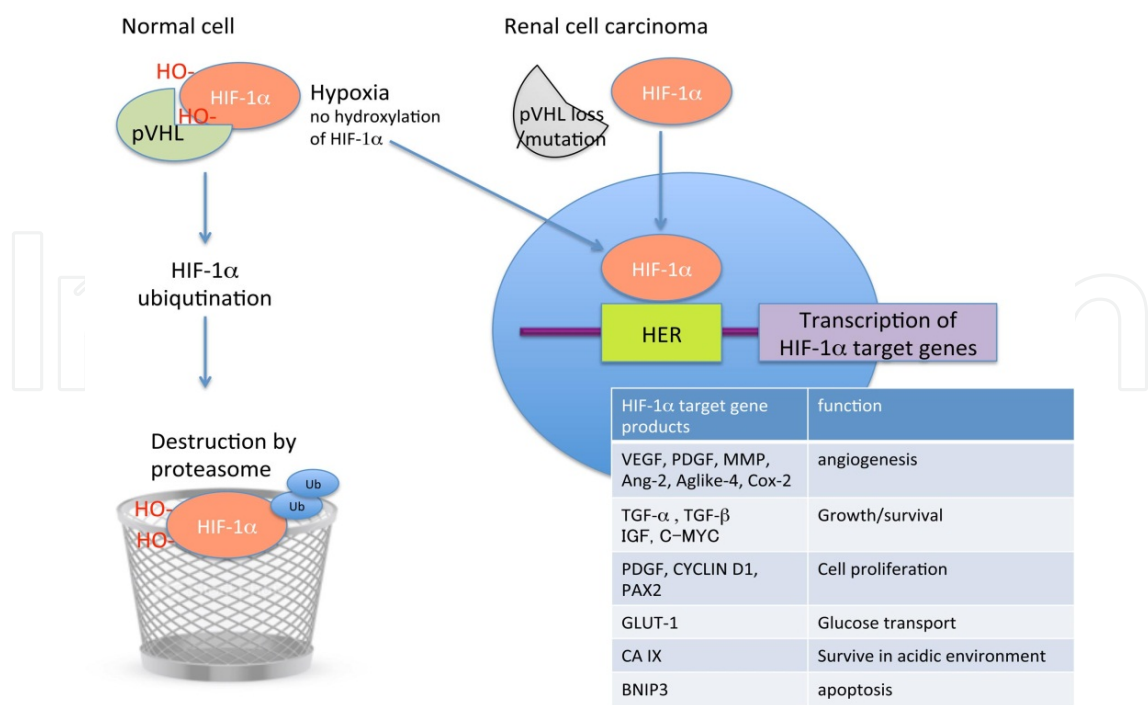 Normal cell
Renal cell carcinoma
HO-
HIF-1α
HO-
pVHL
Hypoxia
no hydroxylation
of HIF-1α
pVHL loss
/mutation
HIF-1α
HIF-1α
ubiqutination
HIF-1α
HER
Transcription of
HIF-1α target genes
Destruction by
proteasome
Ub
Ub
HO-
HIF-1α
HO-
HIF-1α target gene
products
function
VEGF, PDGF, MMP,
Ang-2, Aglike-4, Cox-2
angiogenesis
TGF-α , TGF-β
IGF, C-MYC
Growth/survival
PDGF, CYCLIN D1,
PAX2
Cell proliferation
GLUT-1
Glucose transport
CA IX
Survive in acidic environment
BNIP3
apoptosis